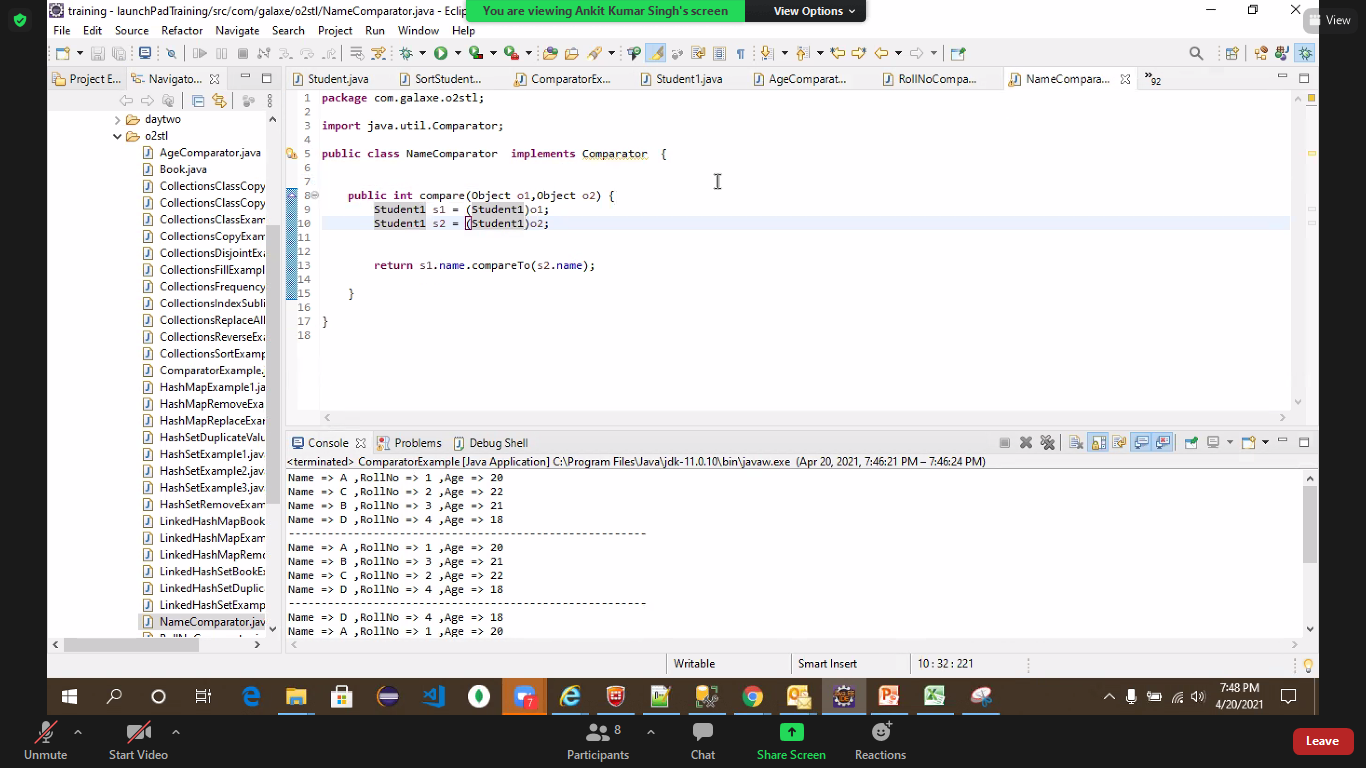 training - launchPadTraining/src/com/galaxe/o2stl/NameComparator.java - Eclip
You are viewing Ankit Kumar Singh's screen
View Options
View
File Edit Source Refactor Navigate Search Project Run Window Help
Project E... Navigato... Student.java SortStudent... ComparatorEx... Student1.java AgeComparat... RollNoCompa... NameCompara... »92
daytwo
o2stl
AgeComparator.java
Book.java
CollectionsClassCopy
CollectionsClassCopy
CollectionsClassExam
CollectionsCopyExam
CollectionsDisjointExa
CollectionsFillExampl
CollectionsFrequency
CollectionsIndexSubli
CollectionsReplaceAll
CollectionsReverseExa
CollectionsSortExamp
ComparatorExample.
HashMapExample1.ja
HashMapRemoveExa
HashMapReplaceExar
HashSetDuplicateValu
HashSetExample1.java
HashSetExample2.java
HashSetExample3.java
HashSetRemoveExam
LinkedHashMapBook
LinkedHashMapExam
LinkedHashMapRemo
LinkedHashSetBookEx
LinkedHashSetDuplic
LinkedHashSetExamp
NameComparator.jav
1 package com.galaxe.o2stl;
2
3 import java.util.Comparator;
4
5 public class NameComparator  implements Comparator  {
6
7
8 public int compare(Object o1,Object o2) {
9 Student1 s1 = (Student1)o1;
10 Student1 s2 = (Student1)o2;
11
12
13 return s1.name.compareTo(s2.name);
14
15 }
16
17 }
18
Console Problems Debug Shell
<terminated> ComparatorExample [Java Application] C:\Program Files\Java\jdk-11.0.10\bin\javaw.exe (Apr 20, 2021, 7:46:21 PM – 7:46:24 PM)
Name => A ,RollNo => 1 ,Age => 20
Name => C ,RollNo => 2 ,Age => 22
Name => B ,RollNo => 3 ,Age => 21
Name => D ,RollNo => 4 ,Age => 18
-------------------------------------------------------
Name => A ,RollNo => 1 ,Age => 20
Name => B ,RollNo => 3 ,Age => 21
Name => C ,RollNo => 2 ,Age => 22
Name => D ,RollNo => 4 ,Age => 18
-------------------------------------------------------
Name => D ,RollNo => 4 ,Age => 18
Name => A ,RollNo => 1 ,Age => 20
Writable Smart Insert 10 : 32 : 221
7
7:48 PM
4/20/2021
8
Unmute Start Video Participants Chat Share Screen Reactions Leave